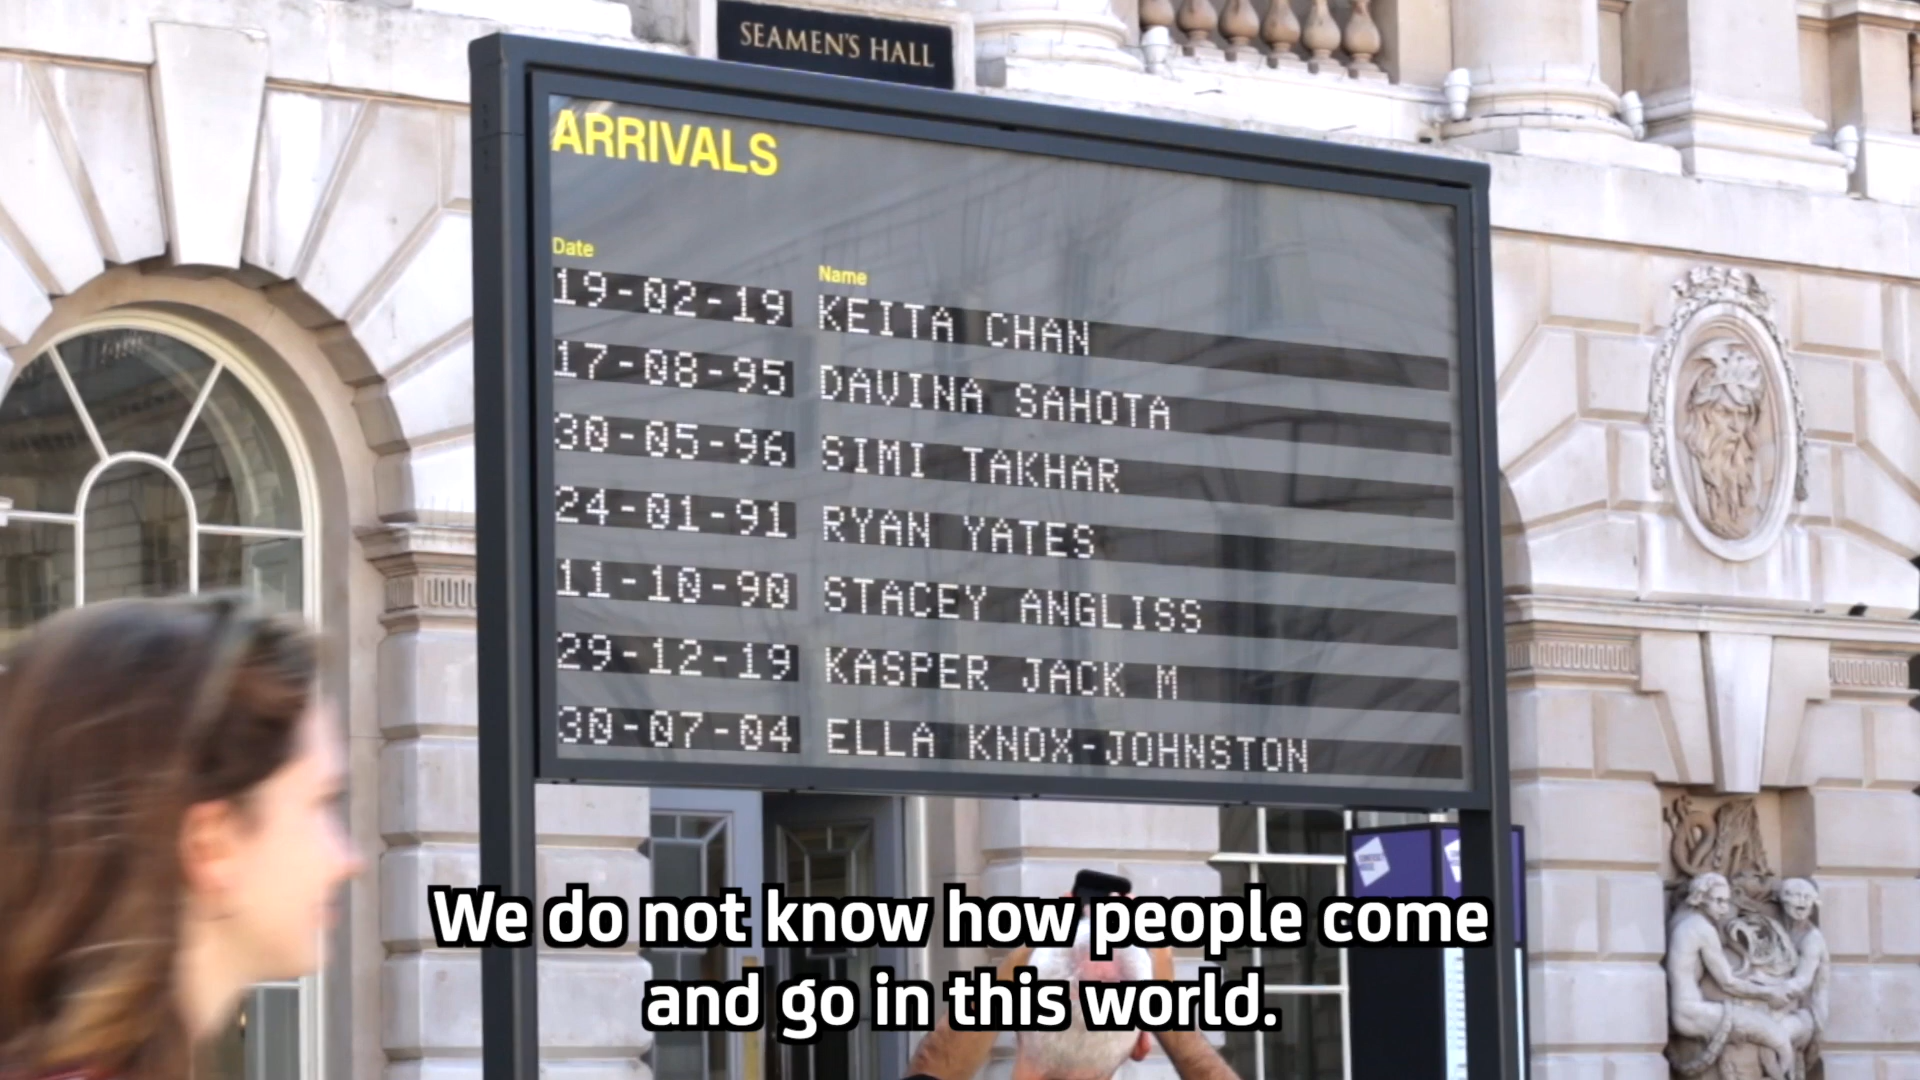 SEAMEN'S HALL
ARRIVALS
Date Name
19-02-19 KEITA CHAN
17-08-95 DAVINA SAHOTA
30-05-96 SIMI TAKHAR
24-01-91 RYAN YATES
11-10-90 STACEY ANGLISS
29-12-19 KASPER JACK M
30-07-04 ELLA KNOX-JOHNSTON
We do not know how people come
and go in this world.